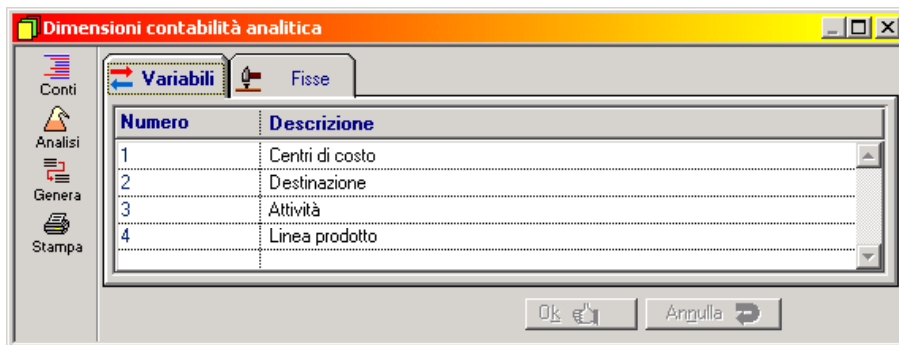 Dimensioni contabilità analitica
Conti
Analisi
Genera
Stampa
Variabili Fisse
Numero Descrizione
1 Centri di costo
2 Destinazione
3 Attività
4 Linea prodotto
Ok Annulla